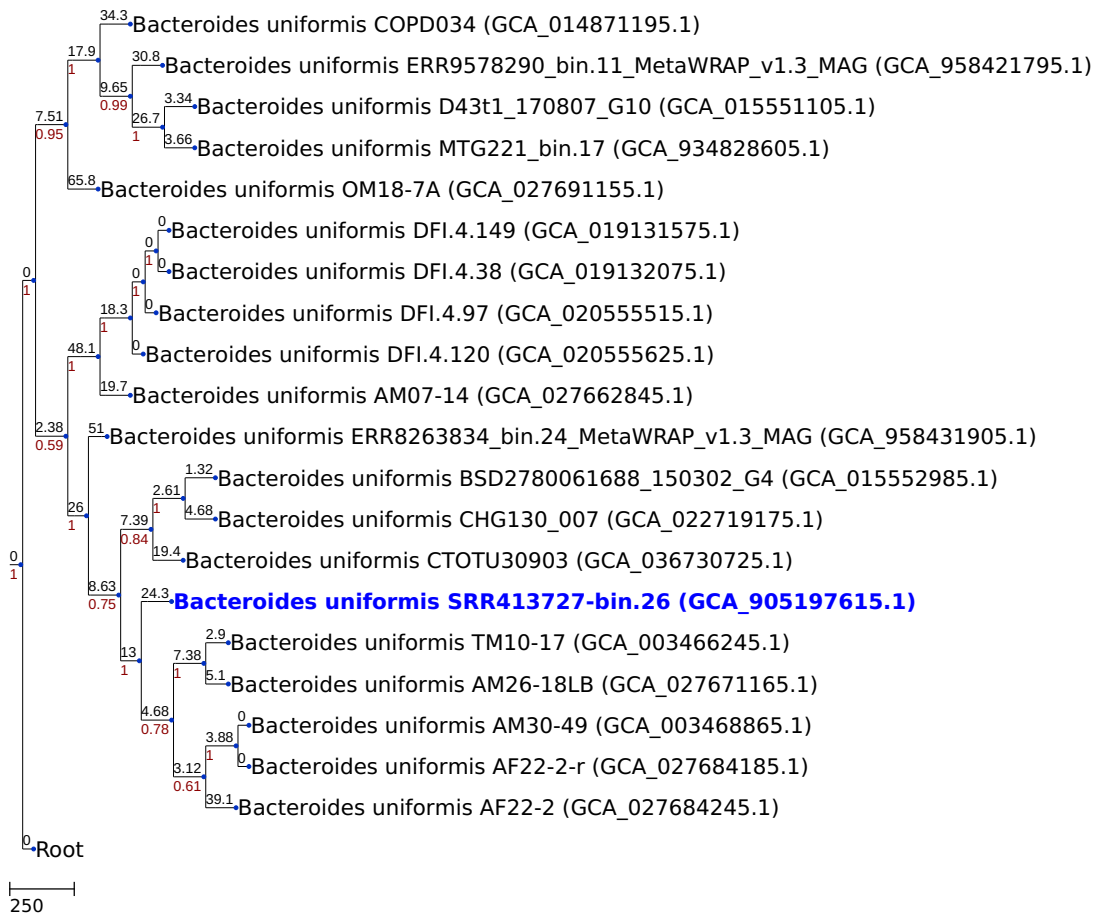 34.3 Bacteroides uniformis COPD034 (GCA_014871195.1)
17.9
1
30.8 Bacteroides uniformis ERR9578290_bin.11_MetaWRAP_v1.3_MAG (GCA_958421795.1)
9.65
0.99
3.34 Bacteroides uniformis D43t1_170807_G10 (GCA_015551105.1)
7.51
0.95
26.7
1
3.66 Bacteroides uniformis MTG221_bin.17 (GCA_934828605.1)
65.8 Bacteroides uniformis OM18-7A (GCA_027691155.1)
0 Bacteroides uniformis DFI.4.149 (GCA_019131575.1)
0
1
0 Bacteroides uniformis DFI.4.38 (GCA_019132075.1)
0
1
0
1
0 Bacteroides uniformis DFI.4.97 (GCA_020555515.1)
18.3
1
0 Bacteroides uniformis DFI.4.120 (GCA_020555625.1)
48.1
1
19.7 Bacteroides uniformis AM07-14 (GCA_027662845.1)
2.38
0.59
51 Bacteroides uniformis ERR8263834_bin.24_MetaWRAP_v1.3_MAG (GCA_958431905.1)
1.32 Bacteroides uniformis BSD2780061688_150302_G4 (GCA_015552985.1)
2.61
1
26
1
4.68 Bacteroides uniformis CHG130_007 (GCA_022719175.1)
7.39
0.84
19.4 Bacteroides uniformis CTOTU30903 (GCA_036730725.1)
0
1
8.63
0.75
24.3 Bacteroides uniformis SRR413727-bin.26 (GCA_905197615.1)
2.9 Bacteroides uniformis TM10-17 (GCA_003466245.1)
13
1
7.38
1
5.1 Bacteroides uniformis AM26-18LB (GCA_027671165.1)
4.68
0.78
0 Bacteroides uniformis AM30-49 (GCA_003468865.1)
3.88
1
0 Bacteroides uniformis AF22-2-r (GCA_027684185.1)
3.12
0.61
39.1 Bacteroides uniformis AF22-2 (GCA_027684245.1)
0 Root
250